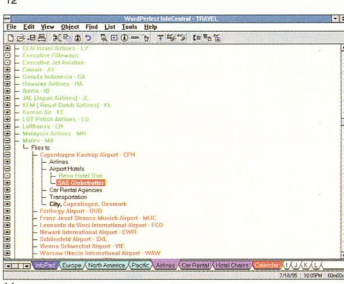 12
WordPerfect InfoCentral - TRAVEL
File Edit View Object Find List Tools Help
El Al Israel Airlines - LY
Executive Fliteways
Executive Jet Aviation
Finnair - AY
Garuda Indonesia - GA
Hawaiian Airlines - HA
Iberia - IB
JAL [Japan Airlines] - JL
KLM [Royal Dutch Airlines] - KL
Korean Air - KE
LOT Polish Airlines - LO
Lufthansa - LH
Malaysia Airlines - MH
Malev - MA
Flies to
Copenhagen Kastrup Airport - CPH
Airlines
Airport Hotels
Rena Hotel Dan
SAS Globetrotter
Car Rental Agencies
Transportation
City, Copenhagen, Denmark
Airport - DUB
Franz Josef Strauss Munich Airport - MUC
Leonardo da Vinci International Airport - FCO
Newark International Airport - EWR
Schönefeld Airport - SXL
Vienna Schwechat Airport - VIE
Warsaw Okecie International Airport - WAW
InfoPad Europe North America Pacific Airlines Car Rental Hotel Chains Calendar I J K L
7/18/95 10:05PM